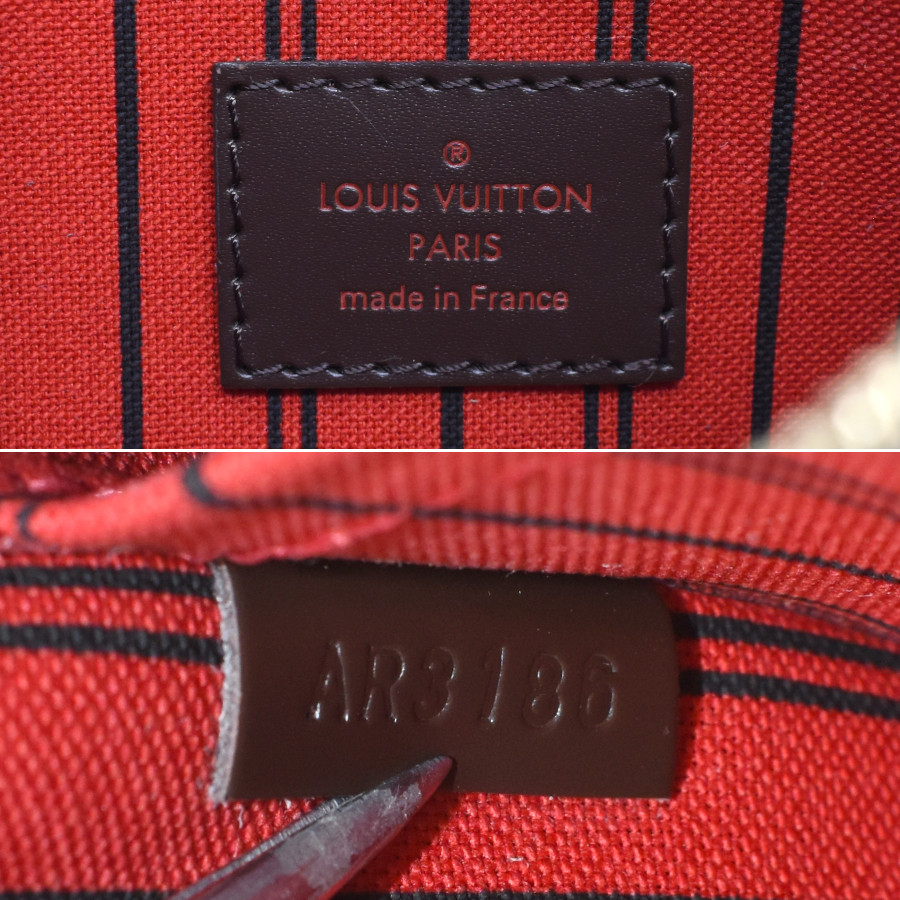 ®
LOUIS VUITTON
PARIS
made in France
AR3186